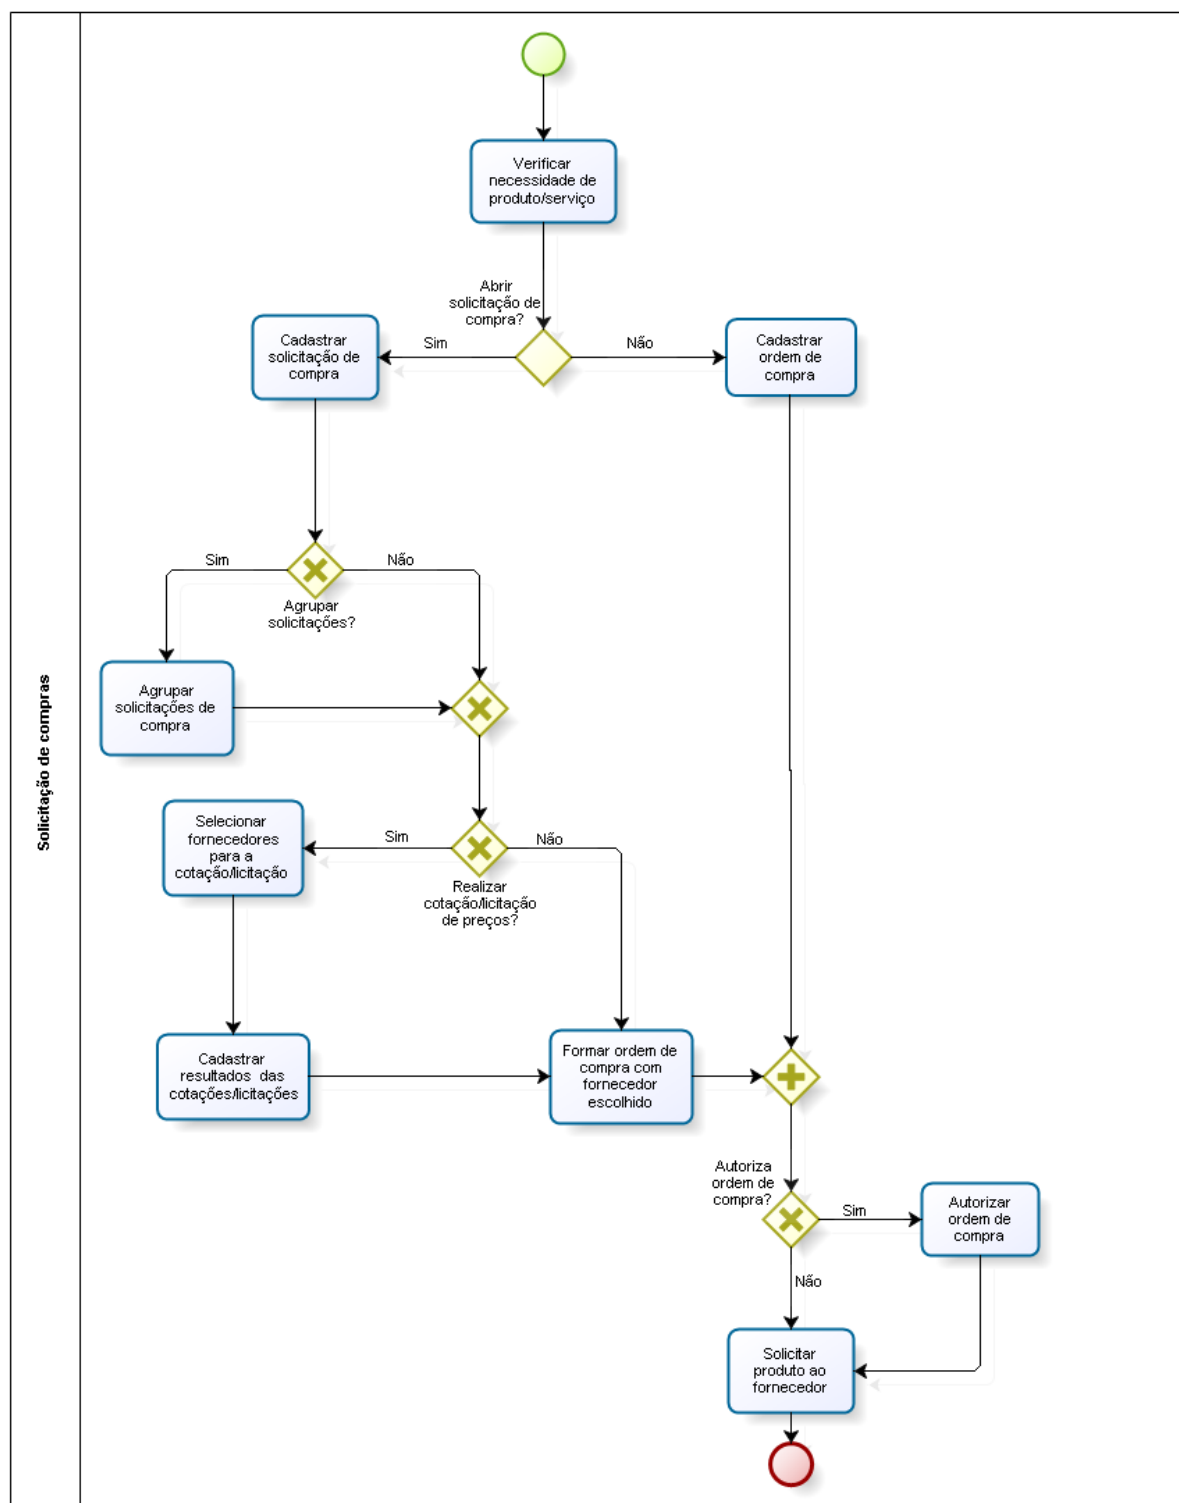 Solicitação de compras
Verificar
necessidade de
produto/serviço
Abrir
solicitação de
compra?
Sim
Não
Cadastrar
solicitação de
compra
Cadastrar
ordem de
compra
Sim
Não
Agrupar
solicitações?
Agrupar
solicitações de
compra
Selecionar
fornecedores
para a
cotação/licitação
Sim
Não
Realizar
cotação/licitação
de preços?
Cadastrar
resultados das
cotações/licitações
Formar ordem de
compra com
fornecedor
escolhido
Autoriza
ordem de
compra?
Sim
Autorizar
ordem de
compra
Não
Solicitar
produto ao
fornecedor